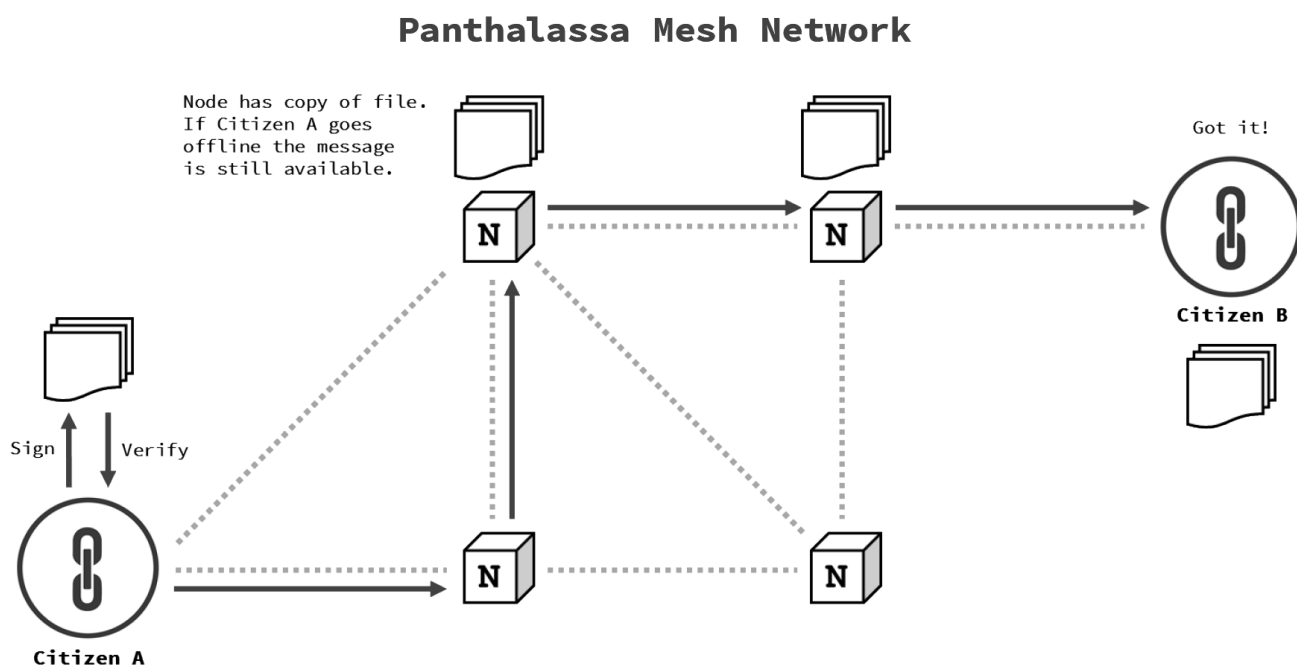 Panthalassa Mesh Network
Node has copy of file.
If Citizen A goes
offline the message
is still available.
Got it!
N
N
Citizen B
Sign
Verify
N
N
Citizen A